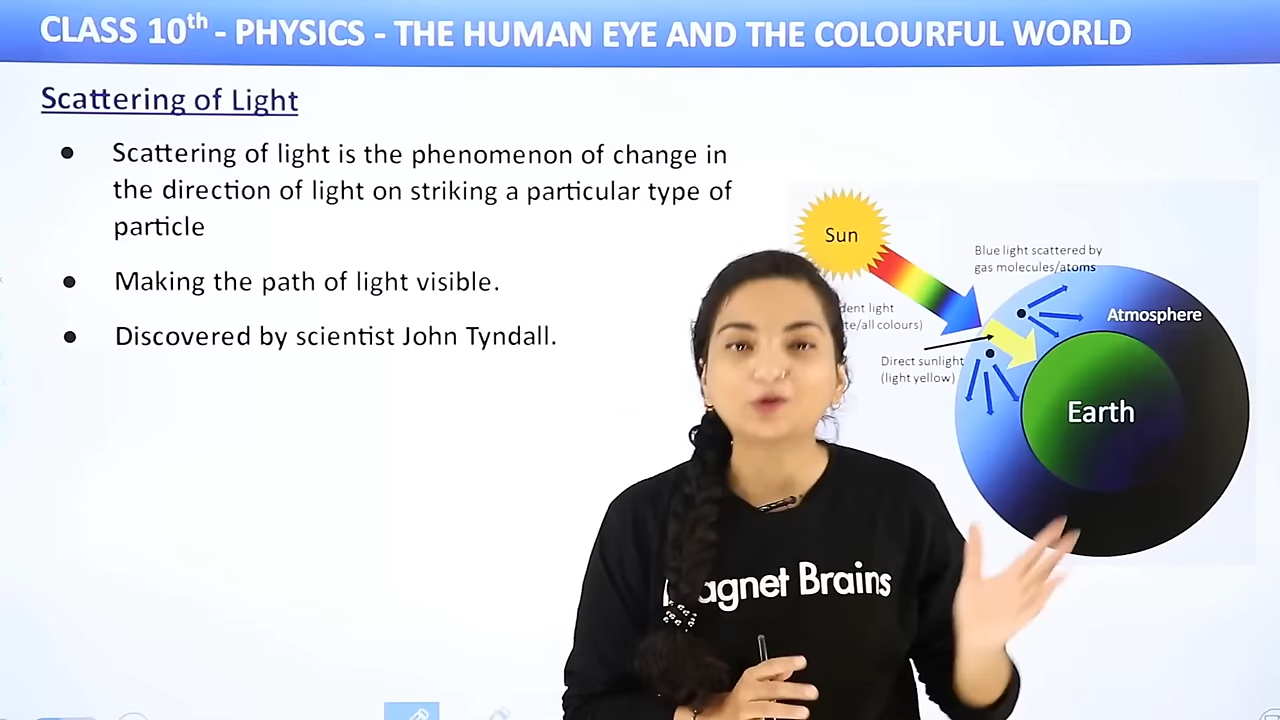 CLASS 10th - PHYSICS - THE HUMAN EYE AND THE COLOURFUL WORLD
Scattering of Light
• Scattering of light is the phenomenon of change in
the direction of light on striking a particular type of
particle
• Making the path of light visible.
• Discovered by scientist John Tyndall.
Sun
Blue light scattered by
gas molecules/atoms
light
/all colours)
Atmosphere
Direct sunlight
(light yellow)
Earth
Brains